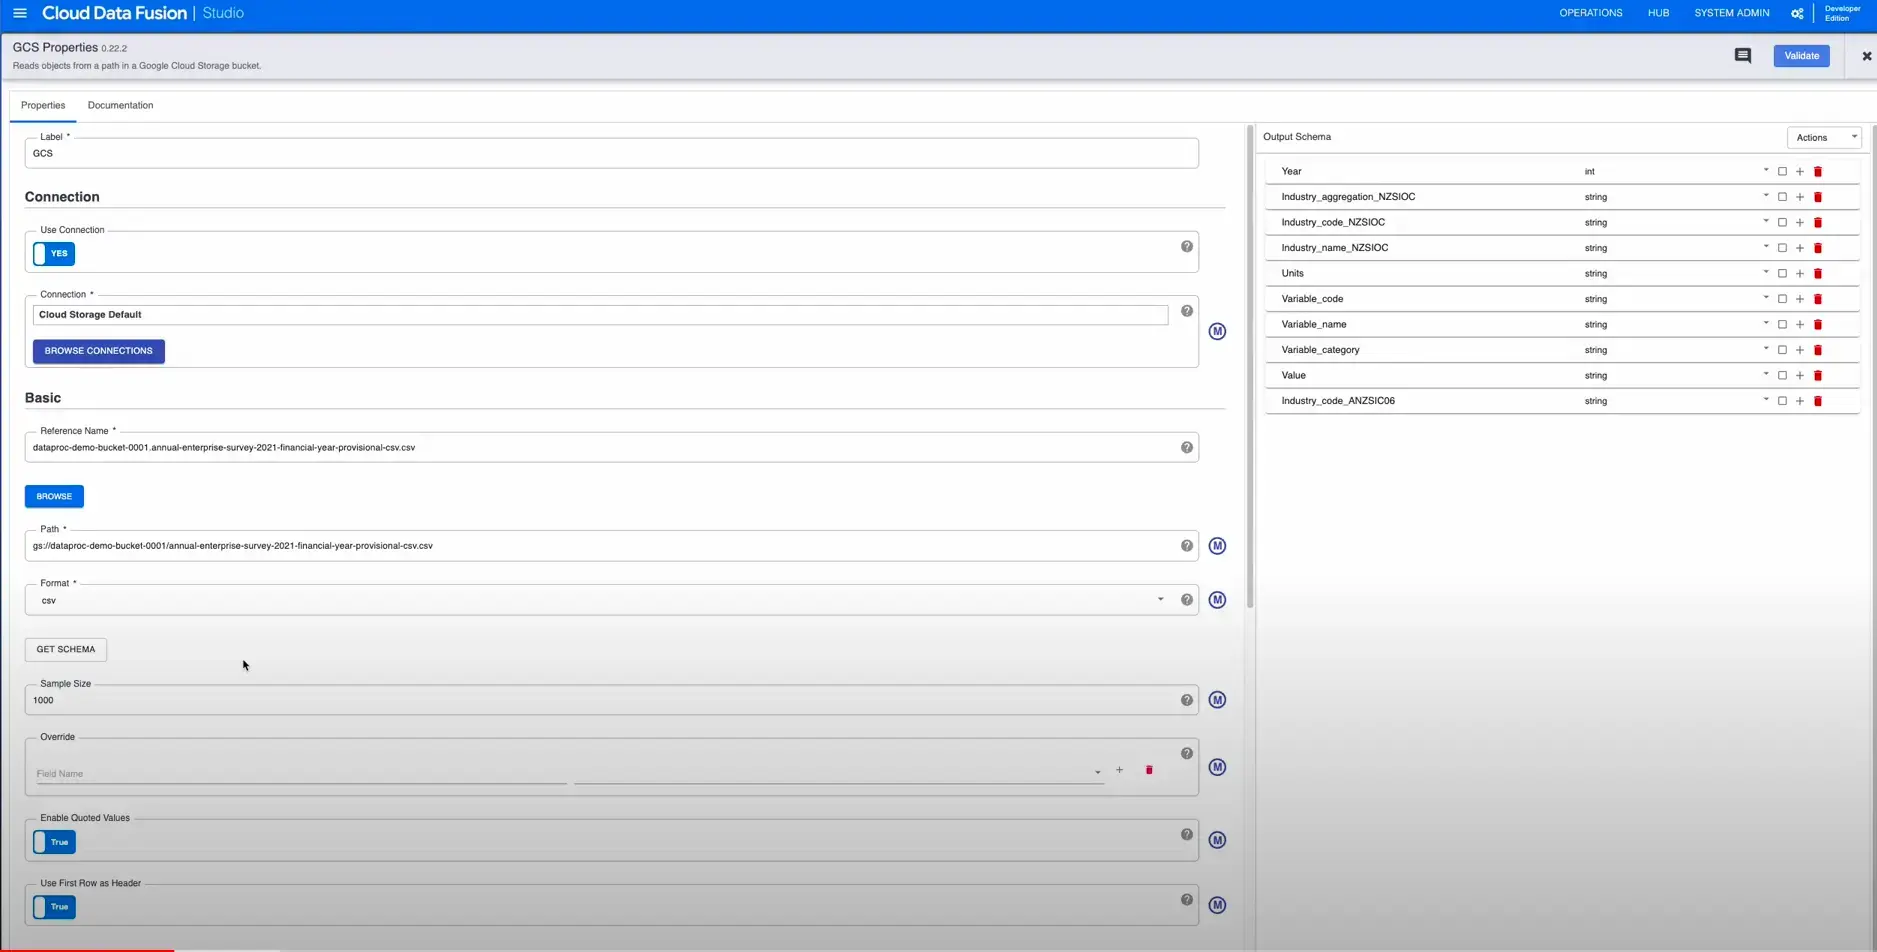 Cloud Data Fusion | Studio
OPERATIONS HUB SYSTEM ADMIN Developer Edition
GCS Properties 0.22.2
Reads objects from a path in a Google Cloud Storage bucket.
Validate
Properties Documentation
Label *
GCS
Connection
Use Connection
YES
Connection *
Cloud Storage Default
M
BROWSE CONNECTIONS
Basic
Reference Name *
dataproc-demo-bucket-0001.annual-enterprise-survey-2021-financial-year-provisional-csv.csv
BROWSE
Path *
gs://dataproc-demo-bucket-0001/annual-enterprise-survey-2021-financial-year-provisional-csv.csv
M
Format *
csv
M
GET SCHEMA
Sample Size
1000
M
Override
Field Name
M
Enable Quoted Values
True
M
Use First Row as Header
True
M
Output Schema
Actions
Year int
Industry_aggregation_NZSIOC string
Industry_code_NZSIOC string
Industry_name_NZSIOC string
Units string
Variable_code string
Variable_name string
Variable_category string
Value string
Industry_code_ANZSIC06 string